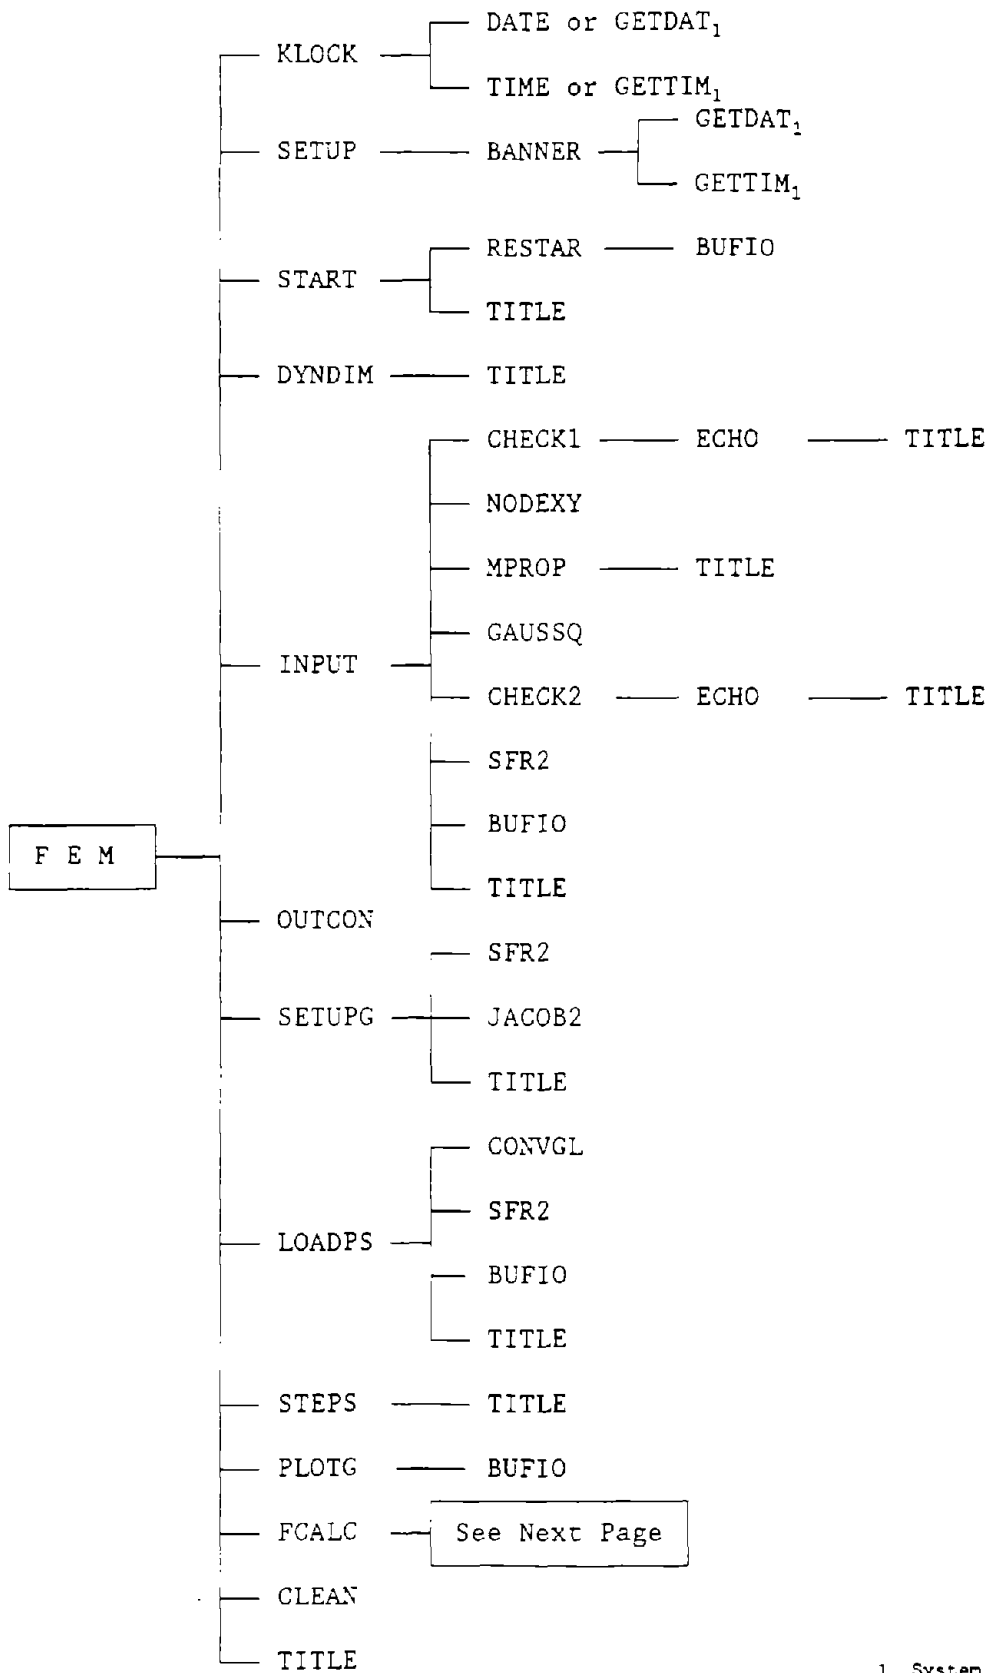 DATE or GETDAT₁
KLOCK
TIME or GETTIM₁
GETDAT₁
SETUP BANNER
GETTIM₁
RESTAR BUFIO
START
TITLE
DYNDIM TITLE
CHECK1 ECHO TITLE
NODEXY
MPROP TITLE
GAUSSQ
INPUT
CHECK2 ECHO TITLE
SFR2
BUFIO
F E M
TITLE
OUTCON
SFR2
SETUPG JACOB2
TITLE
CONVGL
SFR2
LOADPS
BUFIO
TITLE
STEPS TITLE
PLOTG BUFIO
FCALC See Next Page
CLEAN
TITLE
1 System